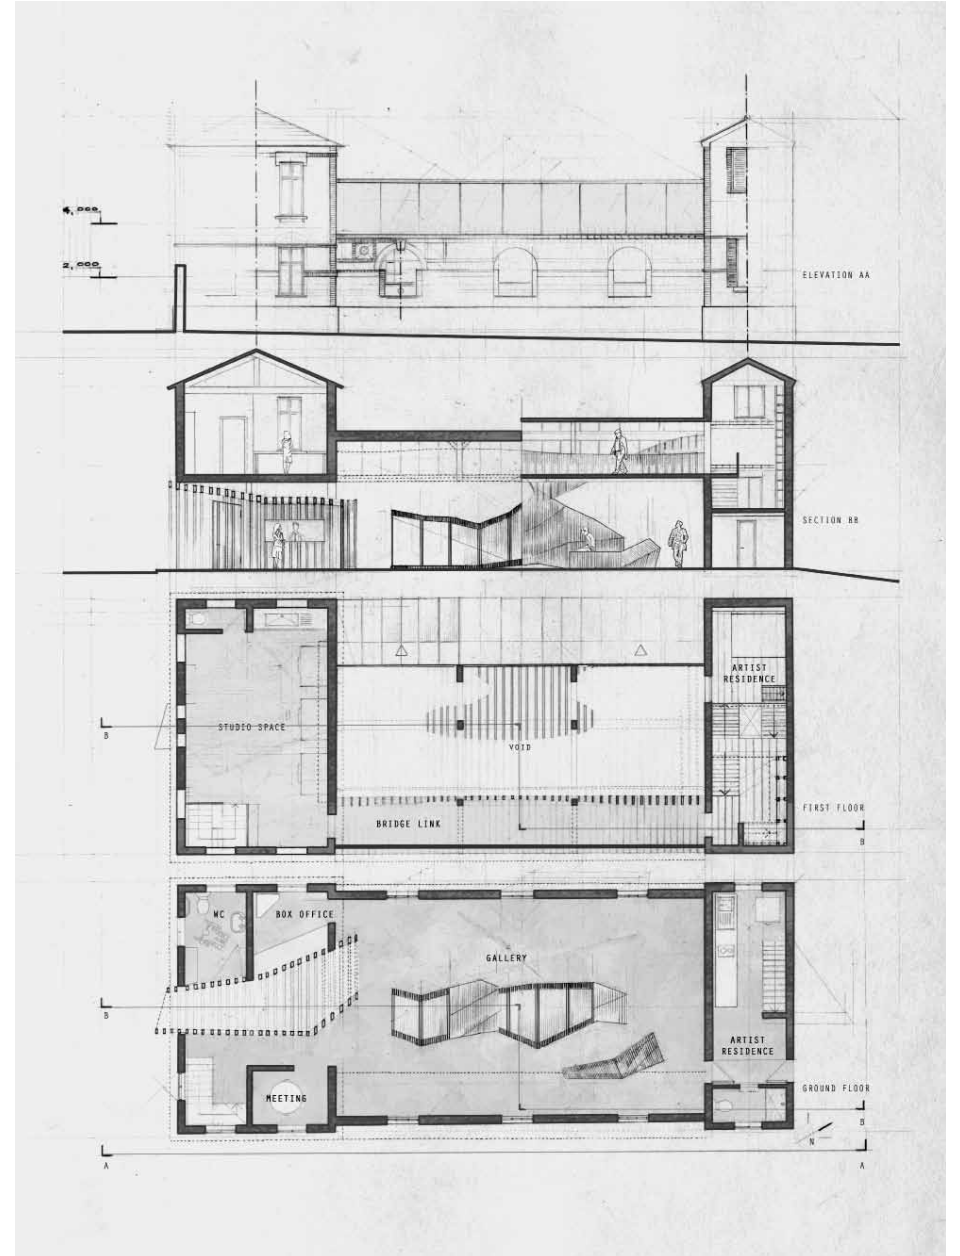 4,000
2,000
ELEVATION AA
SECTION BB
ARTIST
RESIDENCE
STUDIO SPACE
B
VOID
BRIDGE LINK
FIRST FLOOR
B
WC
BOX OFFICE
GALLERY
B
ARTIST
RESIDENCE
MEETING
GROUND FLOOR
B
N
A
A